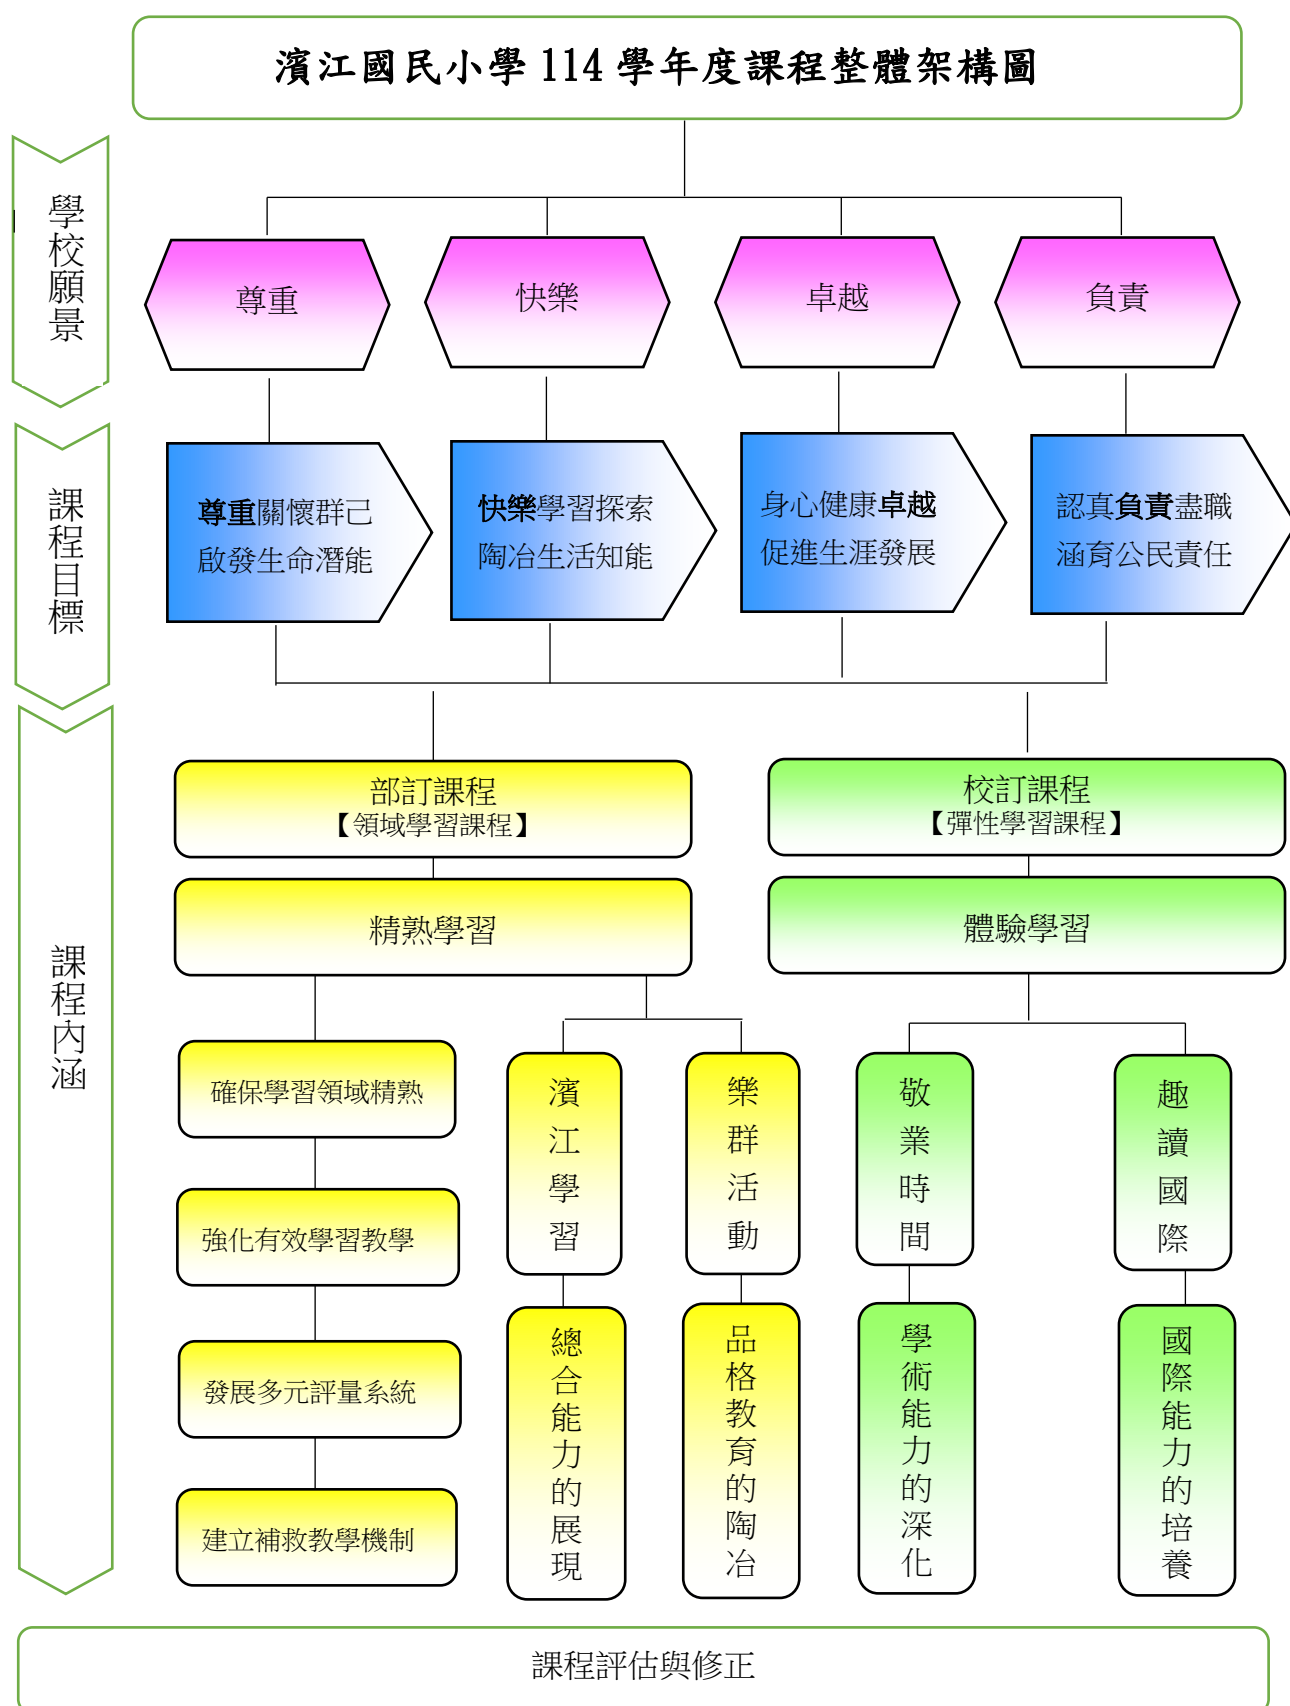 濱江國民小學 114 學年度課程整體架構圖
學校願景
尊重
快樂
卓越
負責
課程目標
尊重關懷群己
啟發生命潛能
快樂學習探索
陶冶生活知能
身心健康卓越
促進生涯發展
認真負責盡職
涵育公民責任
課程內涵
部訂課程
【領域學習課程】
校訂課程
【彈性學習課程】
精熟學習
體驗學習
確保學習領域精熟
強化有效學習教學
發展多元評量系統
建立補救教學機制
濱江學習
樂群活動
敬業時間
趣讀國際
總合能力的展現
品格教育的陶冶
學術能力的深化
國際能力的培養
課程評估與修正